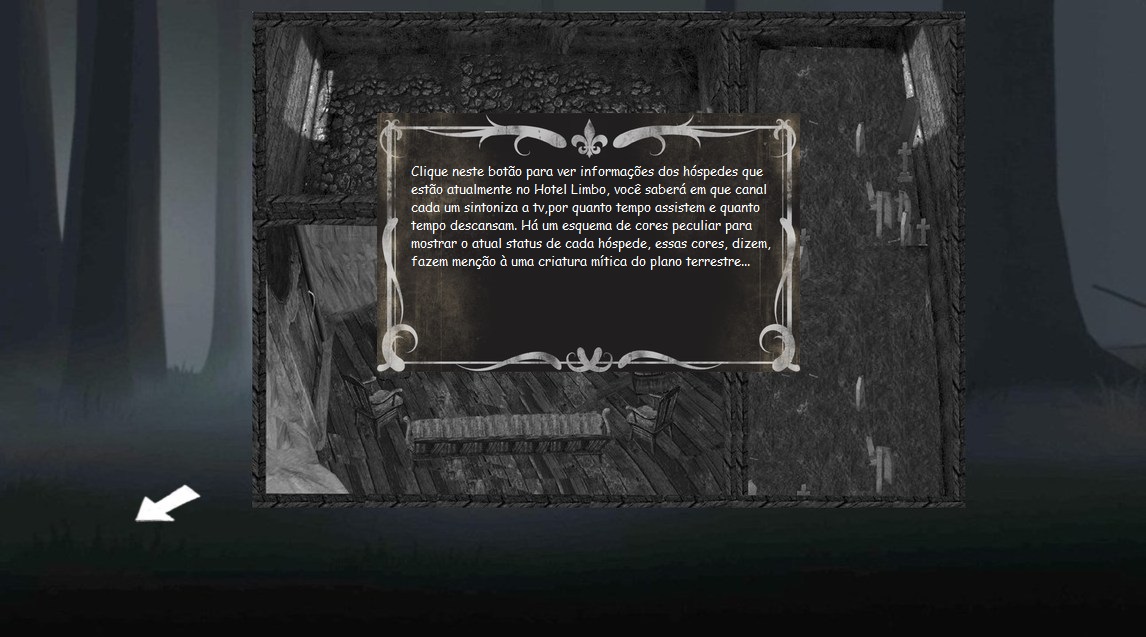 Clique neste botão para ver informações dos hóspedes que
estão atualmente no Hotel Limbo, você saberá em que canal
cada um sintoniza a tv,por quanto tempo assistem e quanto
tempo descansam. Há um esquema de cores peculiar para
mostrar o atual status de cada hóspede, essas cores, dizem,
fazem menção à uma criatura mítica do plano terrestre...